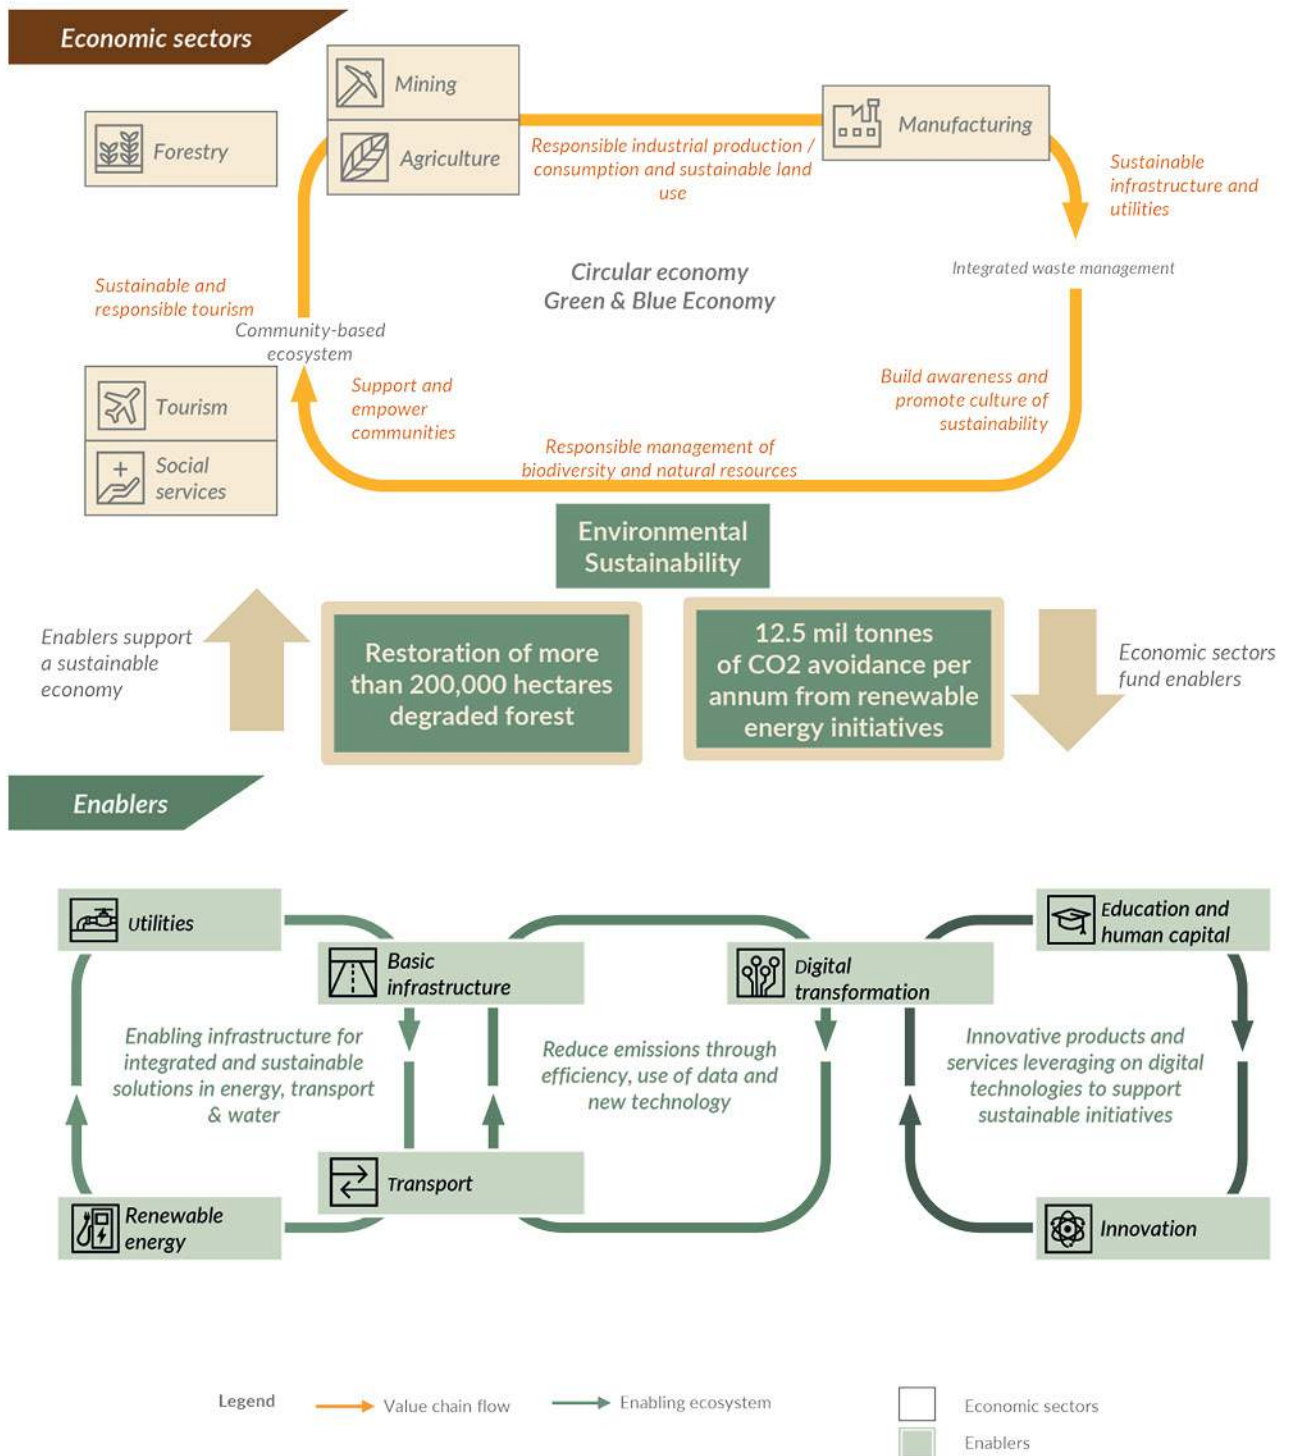 Economic sectors
Mining
Forestry
Agriculture
Manufacturing
Responsible industrial production /
consumption and sustainable land
use
Sustainable
infrastructure and
utilities
Circular economy
Green & Blue Economy
Integrated waste management
Sustainable and
responsible tourism
Community-based
ecosystem
Tourism
Social
services
Support and
empower
communities
Build awareness and
promote culture of
sustainability
Responsible management of
biodiversity and natural resources
Environmental
Sustainability
Enablers support
a sustainable
economy
Restoration of more
than 200,000 hectares
degraded forest
12.5 mil tonnes
of CO2 avoidance per
annum from renewable
energy initiatives
Economic sectors
fund enablers
Enablers
Utilities
Basic
infrastructure
Digital
transformation
Education and
human capital
Enabling infrastructure for
integrated and sustainable
solutions in energy, transport
& water
Reduce emissions through
efficiency, use of data and
new technology
Innovative products and
services leveraging on digital
technologies to support
sustainable initiatives
Transport
Renewable
energy
Innovation
Legend
Value chain flow
Enabling ecosystem
Economic sectors
Enablers